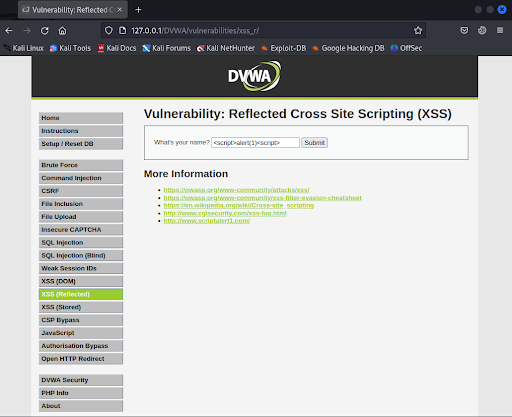 Vulnerability: Reflected C
127.0.0.1/DVWA/vulnerabilities/xss_r/
Kali Linux Kali Tools Kali Docs Kali Forums Kali NetHunter Exploit-DB Google Hacking DB OffSec
DVWA
Vulnerability: Reflected Cross Site Scripting (XSS)
What's your name? <script>alert(1)<script> Submit
More Information
https://owasp.org/www-community/attacks/xss/
https://owasp.org/www-community/xss-filter-evasion-cheatsheet
https://en.wikipedia.org/wiki/Cross-site_scripting
http://www.cgisecurity.com/xss-faq.html
http://www.scriptalert1.com/
Home
Instructions
Setup / Reset DB
Brute Force
Command Injection
CSRF
File Inclusion
File Upload
Insecure CAPTCHA
SQL Injection
SQL Injection (Blind)
Weak Session IDs
XSS (DOM)
XSS (Reflected)
XSS (Stored)
CSP Bypass
JavaScript
Authorisation Bypass
Open HTTP Redirect
DVWA Security
PHP Info
About